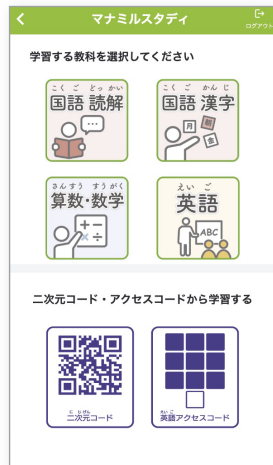 マナミルスタディ
ログアウト
学習する教科を選択してください
こくご どっかい
国語 読解
こくご かんじ
国語 漢字
月
金
さんすう すうがく
算数・数学
えいご
英語
ABC
二次元コード・アクセスコードから学習する
にじげん
二次元コード
えいご
英語アクセスコード